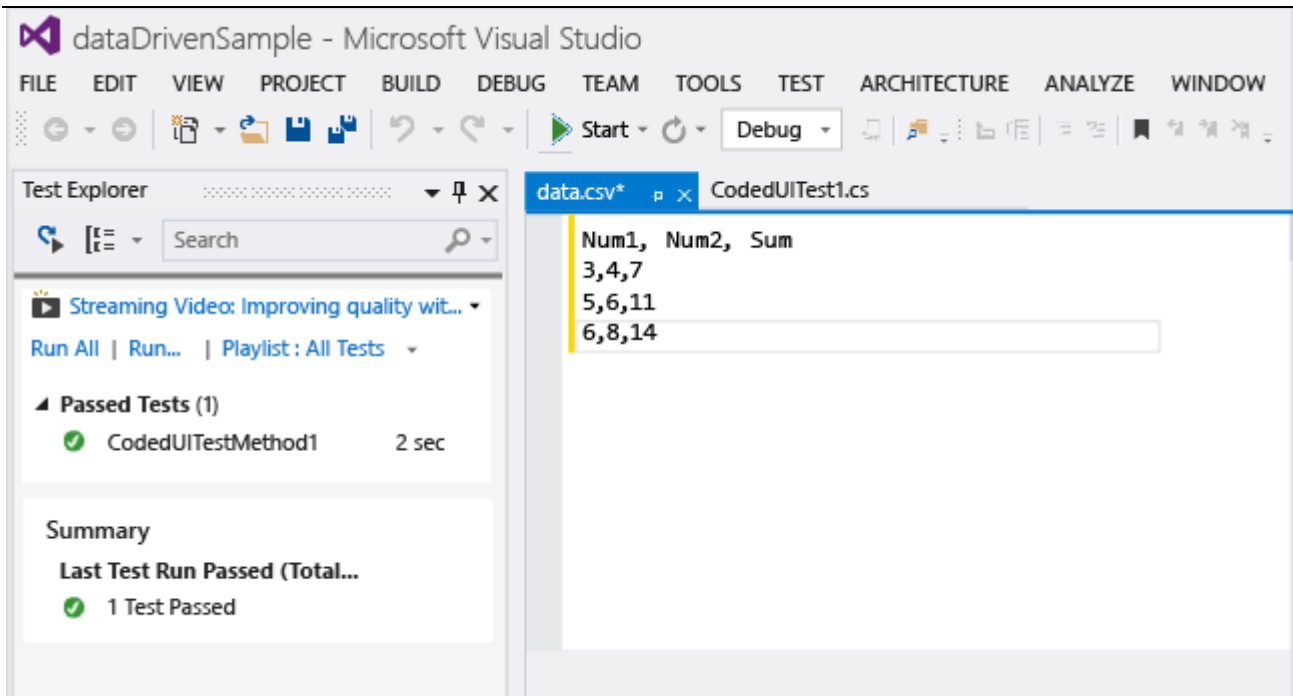 dataDrivenSample - Microsoft Visual Studio
FILE EDIT VIEW PROJECT BUILD DEBUG TEAM TOOLS TEST ARCHITECTURE ANALYZE WINDOW
Start Debug
Test Explorer
Search
Streaming Video: Improving quality wit...
Run All | Run... | Playlist : All Tests
Passed Tests (1)
CodedUITestMethod1 2 sec
Summary
Last Test Run Passed (Total...
1 Test Passed
data.csv* CodedUITest1.cs
Num1, Num2, Sum
3,4,7
5,6,11
6,8,14